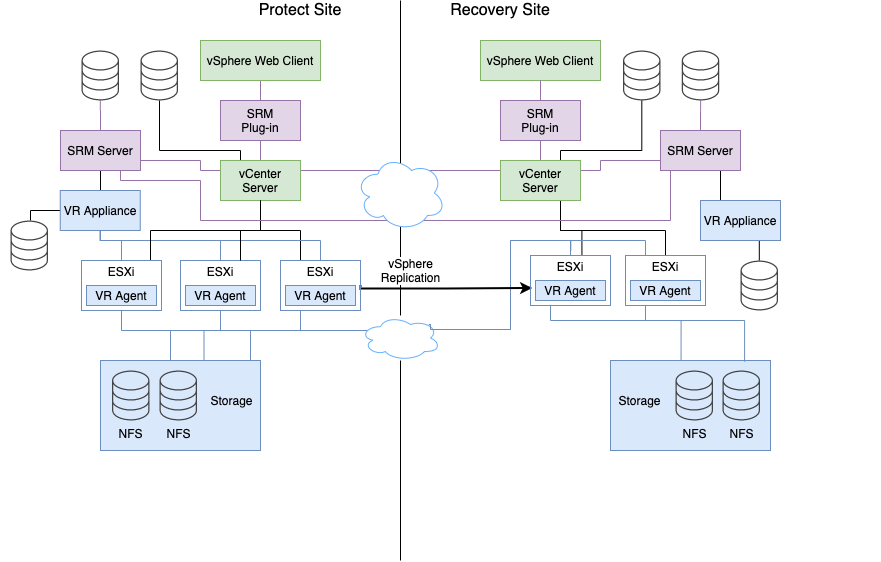 Protect Site
Recovery Site
vSphere Web Client
vSphere Web Client
SRM
Plug-in
SRM
Plug-in
SRM Server
SRM Server
vCenter
Server
vCenter
Server
VR Appliance
VR Appliance
vSphere
Replication
ESXi
VR Agent
ESXi
VR Agent
ESXi
VR Agent
ESXi
VR Agent
ESXi
VR Agent
Storage
NFS
NFS
Storage
NFS
NFS